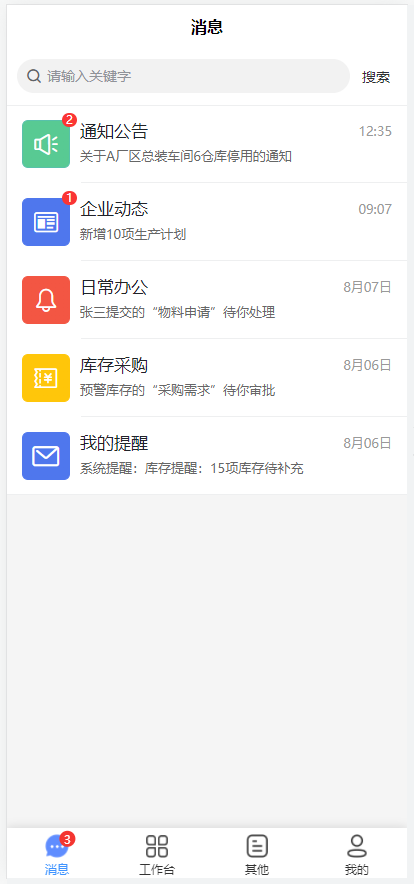 消息
请输入关键字
搜索
2
通知公告
12:35
关于A厂区总装车间6仓库停用的通知
1
企业动态
09:07
新增10项生产计划
日常办公
8月07日
张三提交的“物料申请”待你处理
库存采购
8月06日
预警库存的“采购需求”待你审批
我的提醒
8月06日
系统提醒：库存提醒：15项库存待补充
3
消息
工作台
其他
我的